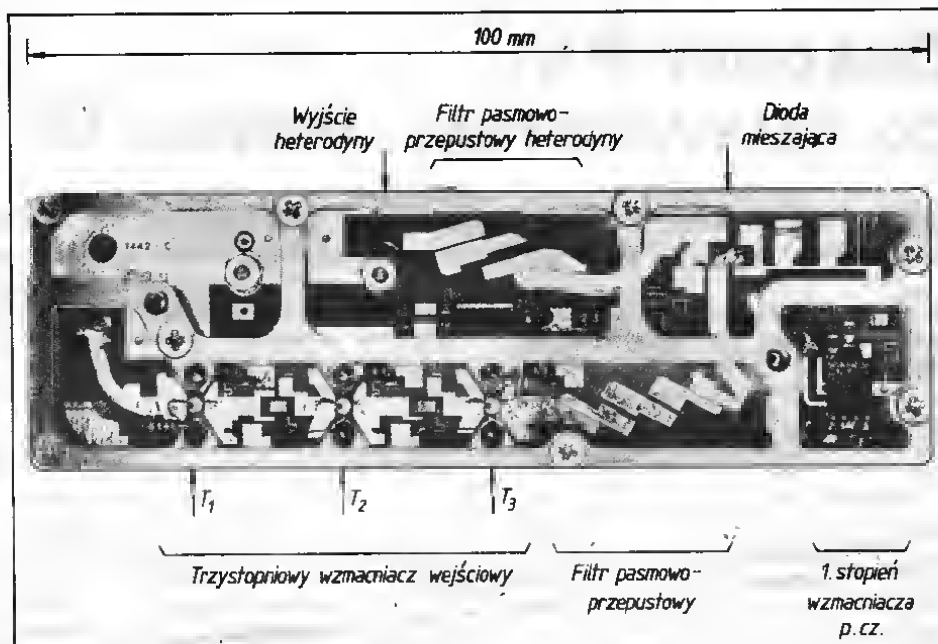 100 mm
Wyjście
heterodyny
Filtr pasmowo-
przepustowy heterodyny
Dioda
mieszająca
1442-C
T₁
T₂
T₃
Trzystopniowy wzmacniacz wejściowy
Filtr pasmowo-
przepustowy
1. stopień
wzmacniacza
p.cz.